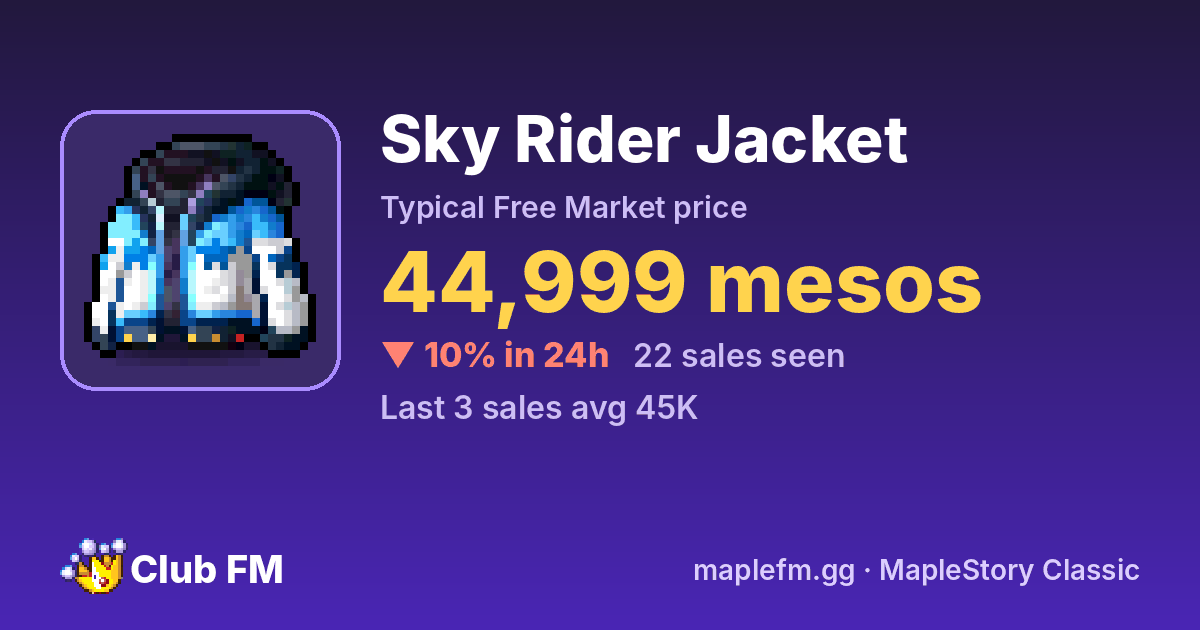 Sky Rider Jacket
Typical Free Market price
44,999 mesos
▼ 10% in 24h 22 sales seen
Last 3 sales avg 45K
Club FM
maplefm.gg · MapleStory Classic